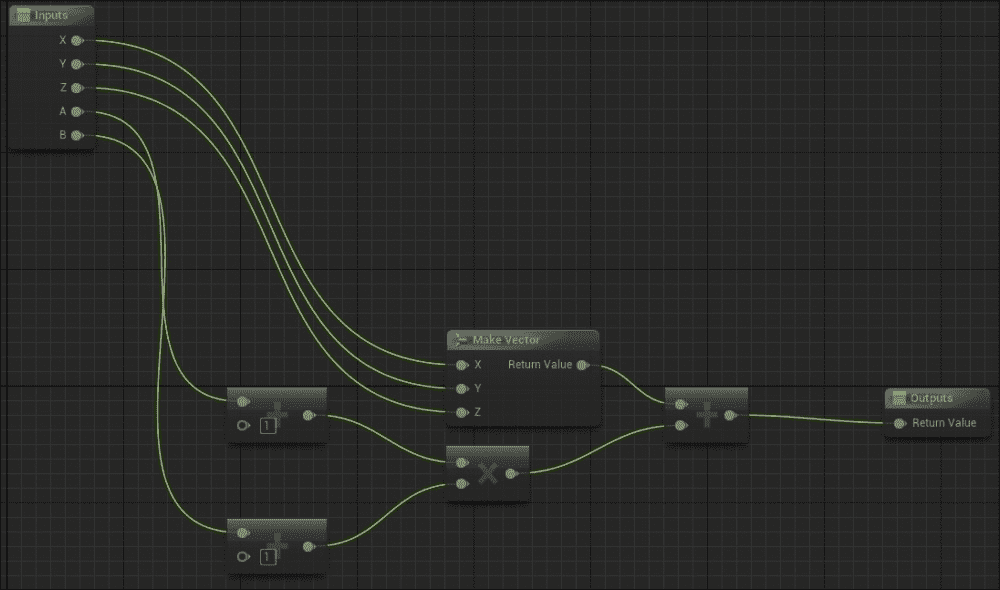 Inputs
X
Y
Z
A
B
Make Vector
X Return Value
Y
Z
1
+
+
X
1
+
Outputs
Return Value